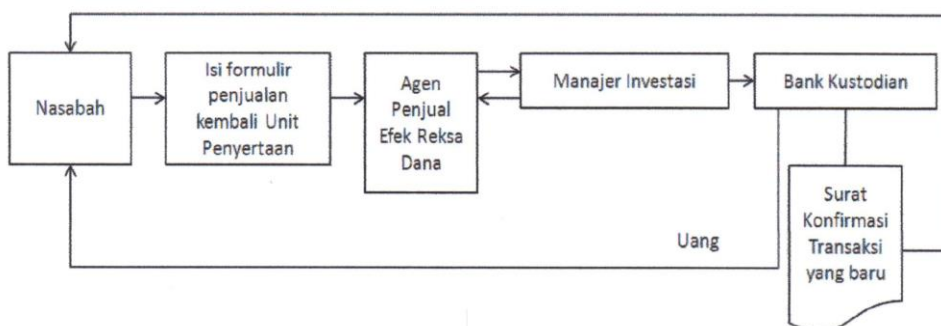 Nasabah
Isi formulir
penjualan
kembali Unit
Penyertaan
Agen
Penjual
Efek Reksa
Dana
Manajer Investasi
Bank Kustodian
Surat
Konfirmasi
Transaksi
yang baru
Uang